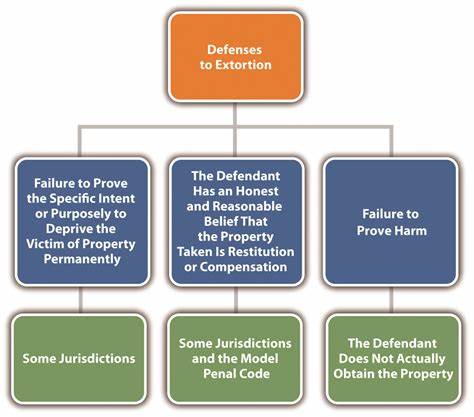 Defenses
to Extortion
Failure to Prove
the Specific Intent
or Purposely to
Deprive the
Victim of Property
Permanently
The Defendant
Has an Honest
and Reasonable
Belief That
the Property
Taken Is Restitution
or Compensation
Failure to
Prove Harm
Some Jurisdictions
Some Jurisdictions
and the Model
Penal Code
The Defendant
Does Not Actually
Obtain the Property